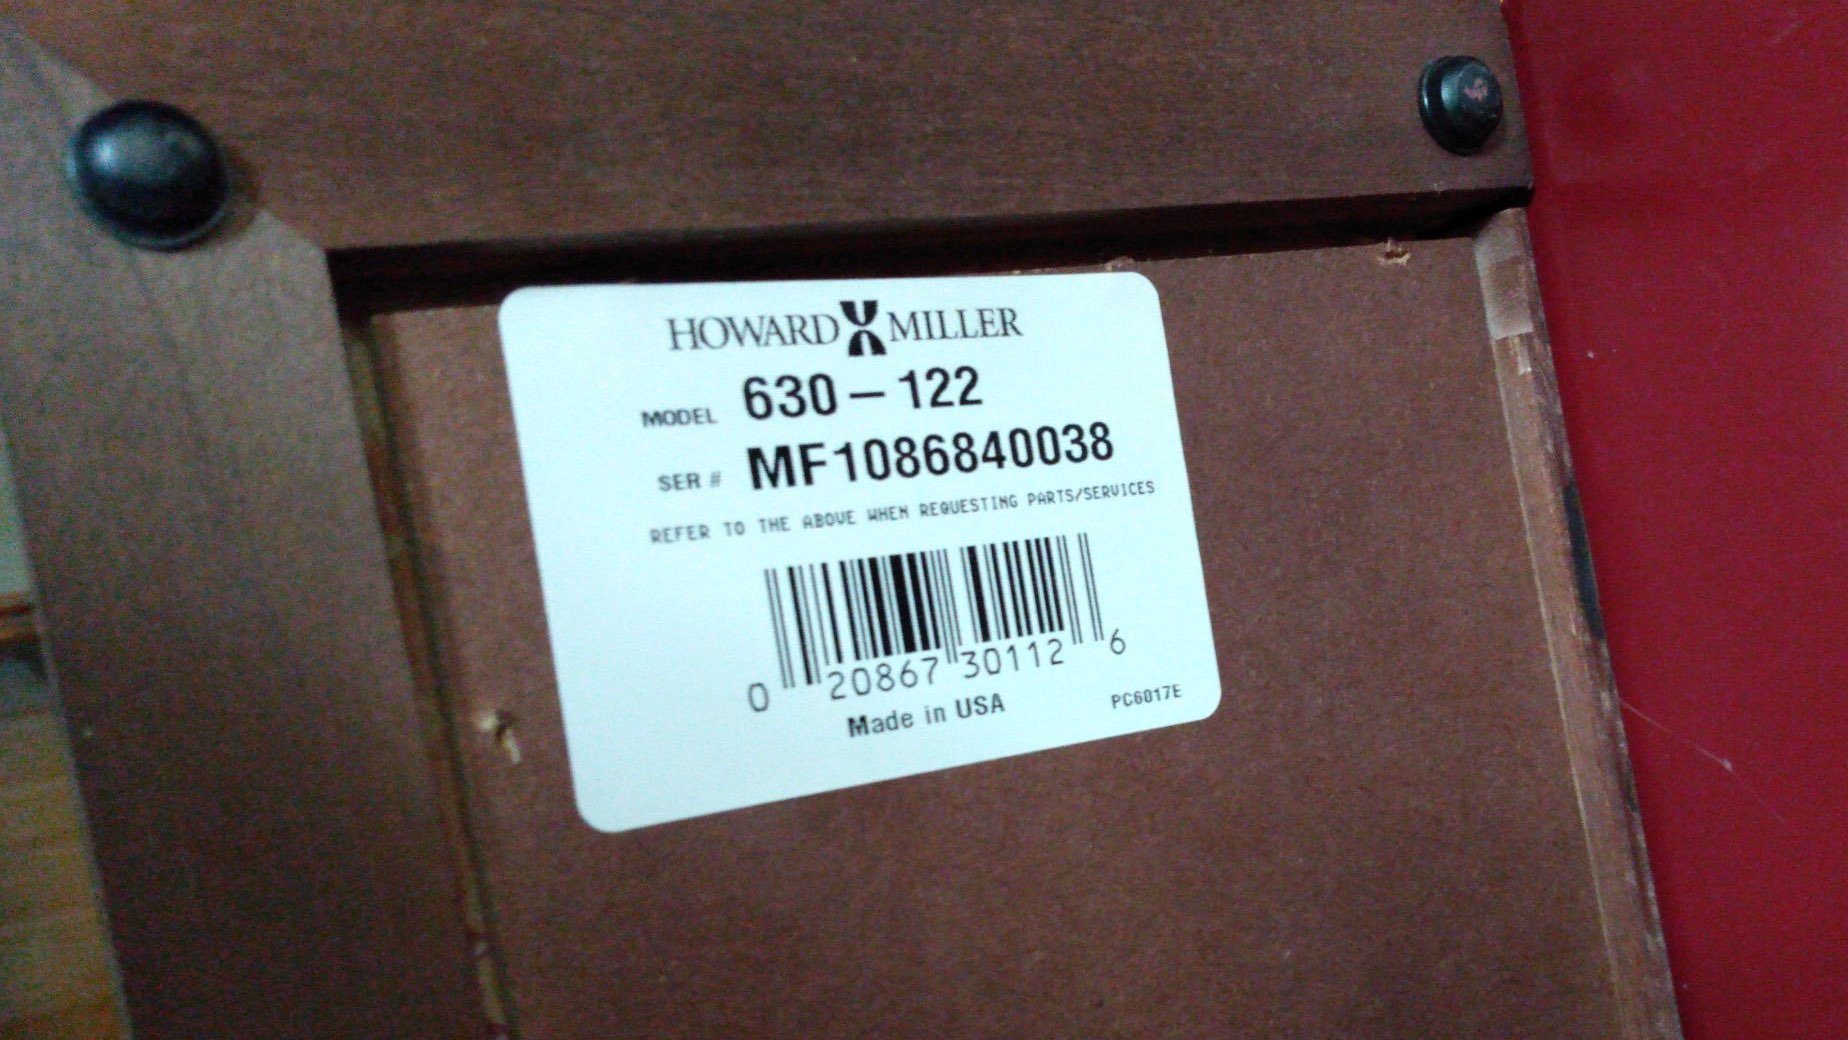 HOWARD MILLER
MODEL 630-122
SER # MF1086840038
REFER TO THE ABOVE WHEN REQUESTING PARTS/SERVICES
0 20867 30112 6
Made in USA
PC6017E